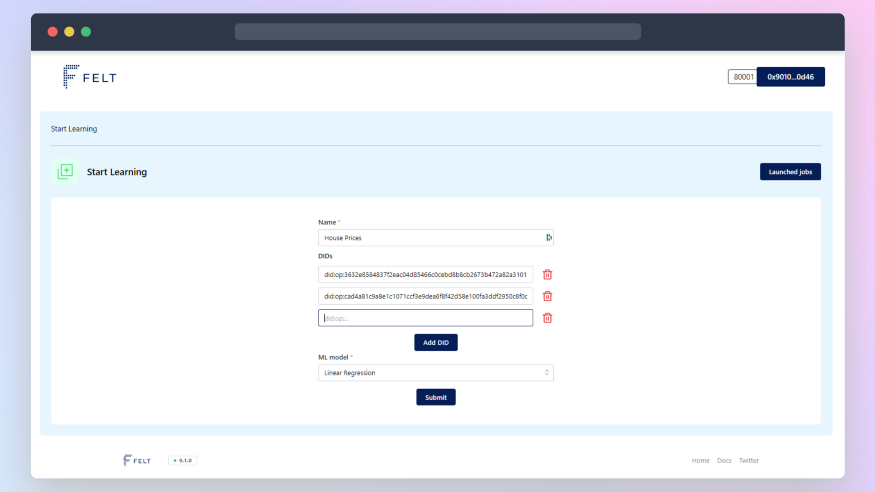 FELT
80001
0x9010...0d46
Start Learning
Start Learning
Launched jobs
Name *
House Prices
DIDs
did:op:3632e8584837f2eac04d85466c0cebd8b8cb2673b472a82a3101
did:op:cad4a81c9a8e1c1071ccf3e9dea6f8f42d58e100fa3ddf2950c8f0c
did:op:...
Add DID
ML model *
Linear Regression
Submit
FELT
0.1.0
Home Docs Twitter